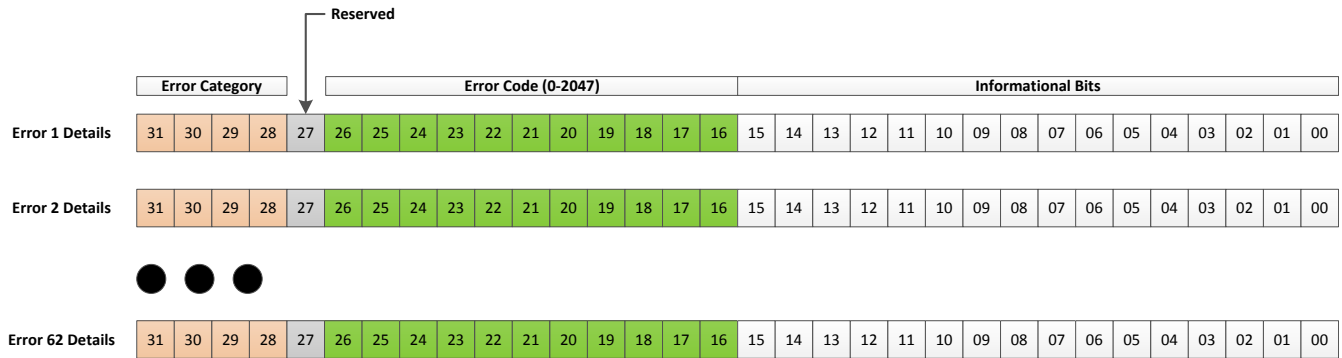 Reserved
Error Category Error Code (0-2047) Informational Bits
Error 1 Details 31 30 29 28 27 26 25 24 23 22 21 20 19 18 17 16 15 14 13 12 11 10 09 08 07 06 05 04 03 02 01 00
Error 2 Details 31 30 29 28 27 26 25 24 23 22 21 20 19 18 17 16 15 14 13 12 11 10 09 08 07 06 05 04 03 02 01 00
Error 62 Details 31 30 29 28 27 26 25 24 23 22 21 20 19 18 17 16 15 14 13 12 11 10 09 08 07 06 05 04 03 02 01 00